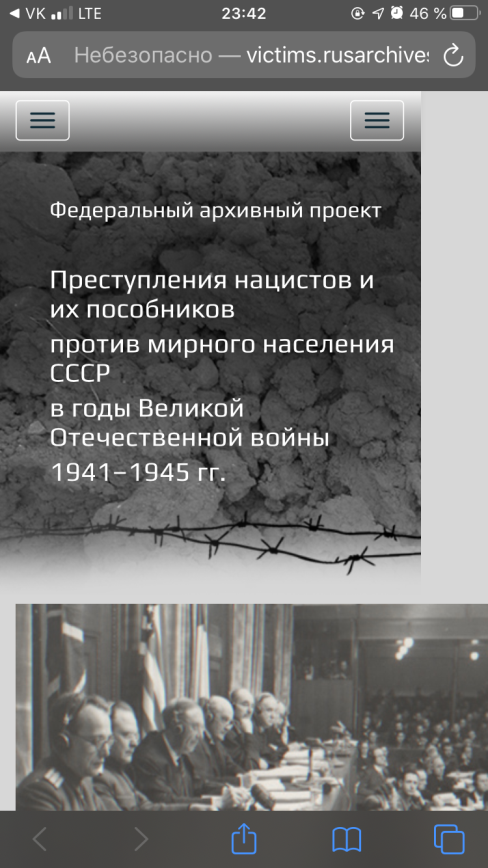 VK LTE 23:42 46 %
AA Небезопасно — victims.rusarchives
Федеральный архивный проект
Преступления нацистов и
их пособников
против мирного населения
СССР
в годы Великой
Отечественной войны
1941–1945 гг.